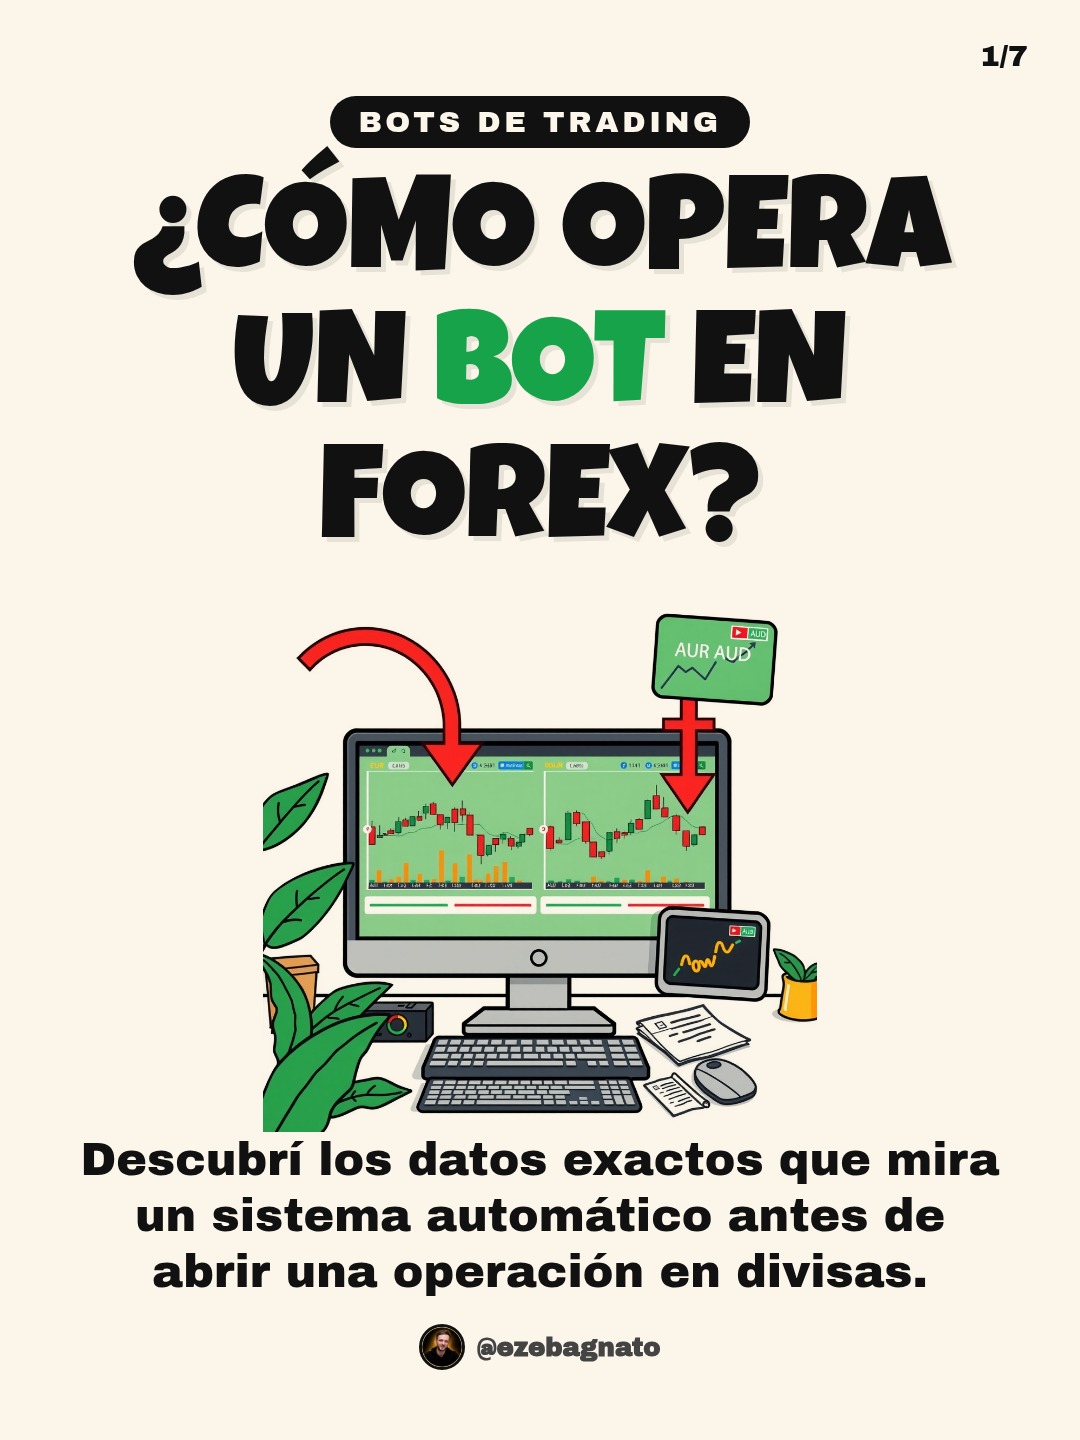 1/7
BOTS DE TRADING
¿CÓMO OPERA
UN BOT EN
FOREX?
AUD
AUR AUD
Descubrí los datos exactos que mira
un sistema automático antes de
abrir una operación en divisas.
@ezebagnato